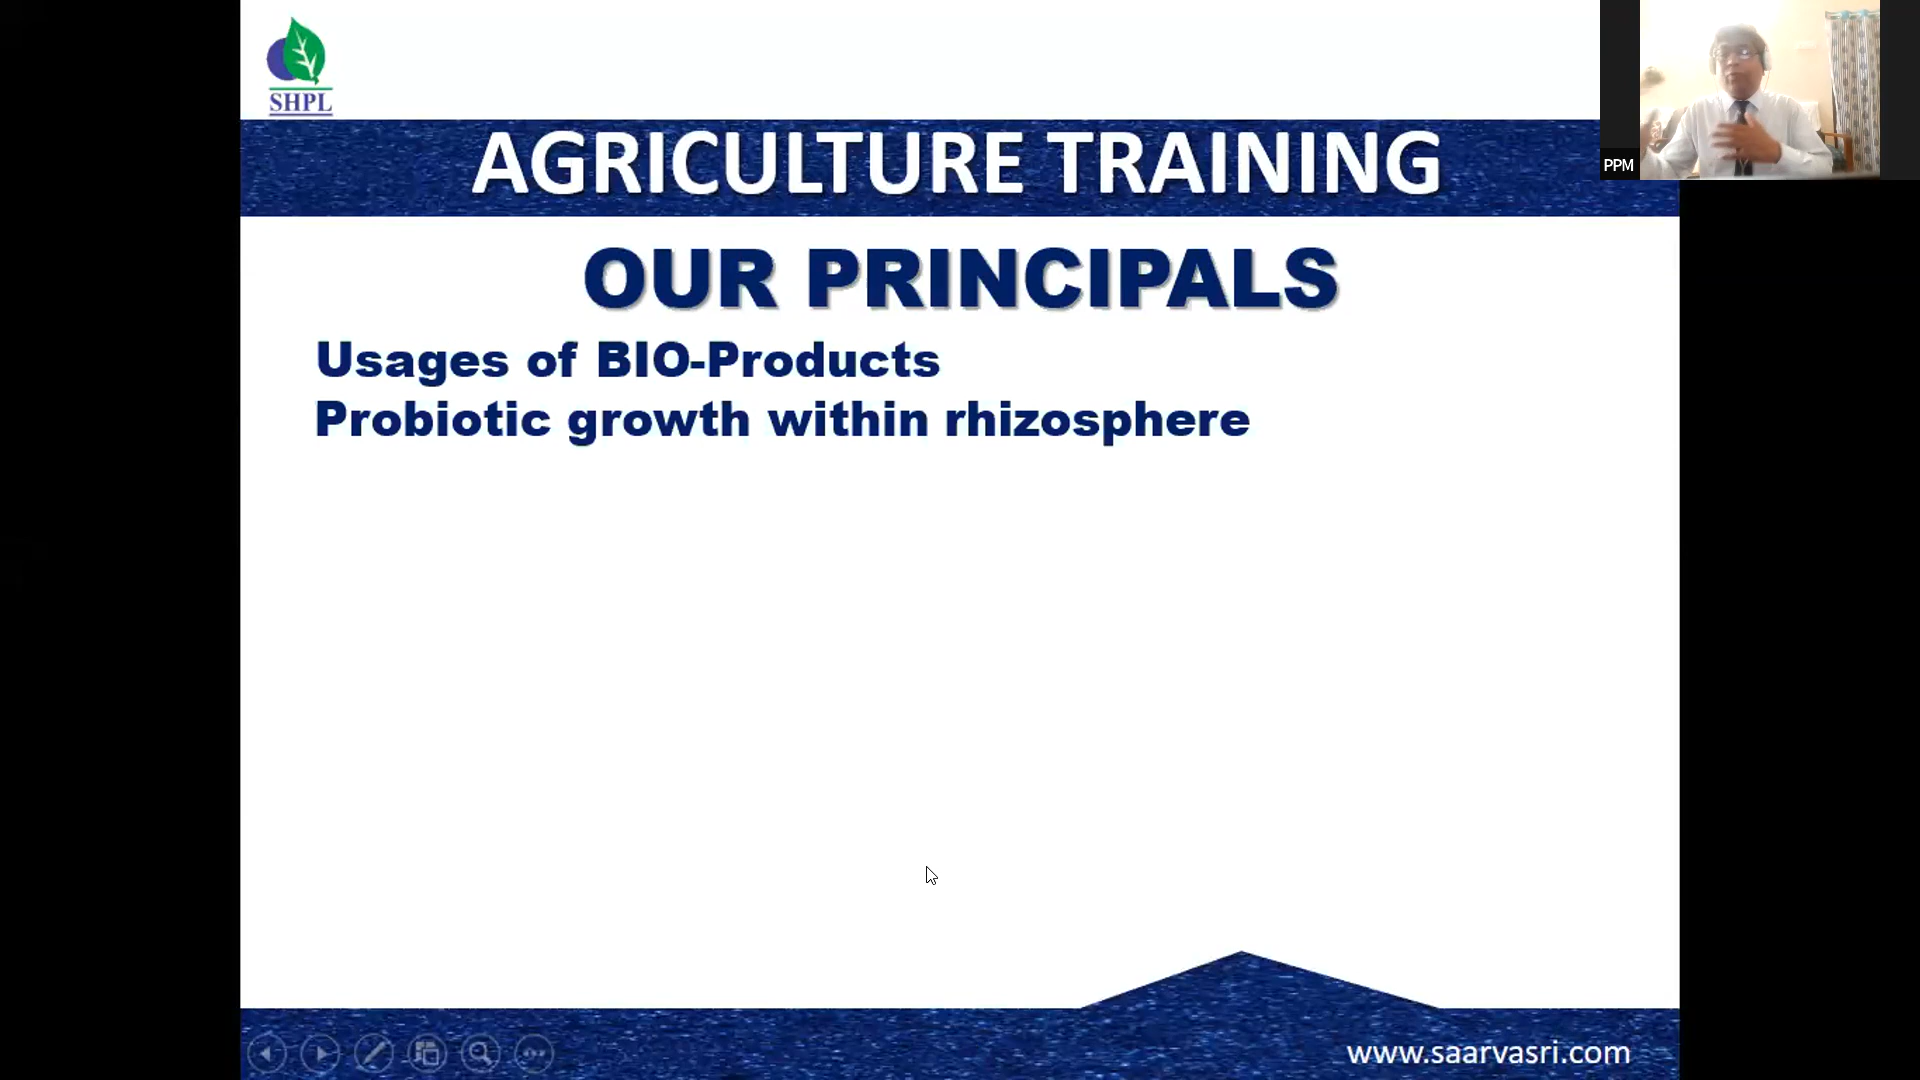 SHPL
PPM
AGRICULTURE TRAINING
OUR PRINCIPALS
Usages of BIO-Products
Probiotic growth within rhizosphere
www.saarvasri.com